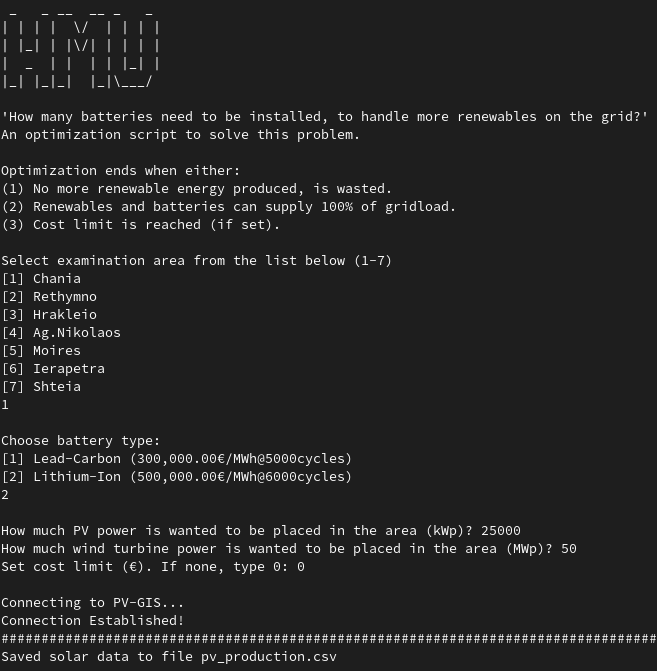 _   _ __  __ _   _
| | | |  \/  | | | |
| |_| | |\/| | | | |
|  _  | |  | | |_| |
|_| |_|_|  |_|\___/
'How many batteries need to be installed, to handle more renewables on the grid?'
An optimization script to solve this problem.
Optimization ends when either:
(1) No more renewable energy produced, is wasted.
(2) Renewables and batteries can supply 100% of gridload.
(3) Cost limit is reached (if set).
Select examination area from the list below (1-7)
[1] Chania
[2] Rethymno
[3] Hrakleio
[4] Ag.Nikolaos
[5] Moires
[6] Ierapetra
[7] Shteia
1
Choose battery type:
[1] Lead-Carbon (300,000.00€/MWh@5000cycles)
[2] Lithium-Ion (500,000.00€/MWh@6000cycles)
2
How much PV power is wanted to be placed in the area (kWp)? 25000
How much wind turbine power is wanted to be placed in the area (MWp)? 50
Set cost limit (€). If none, type 0: 0
Connecting to PV-GIS...
Connection Established!
##################################################################################
Saved solar data to file pv_production.csv